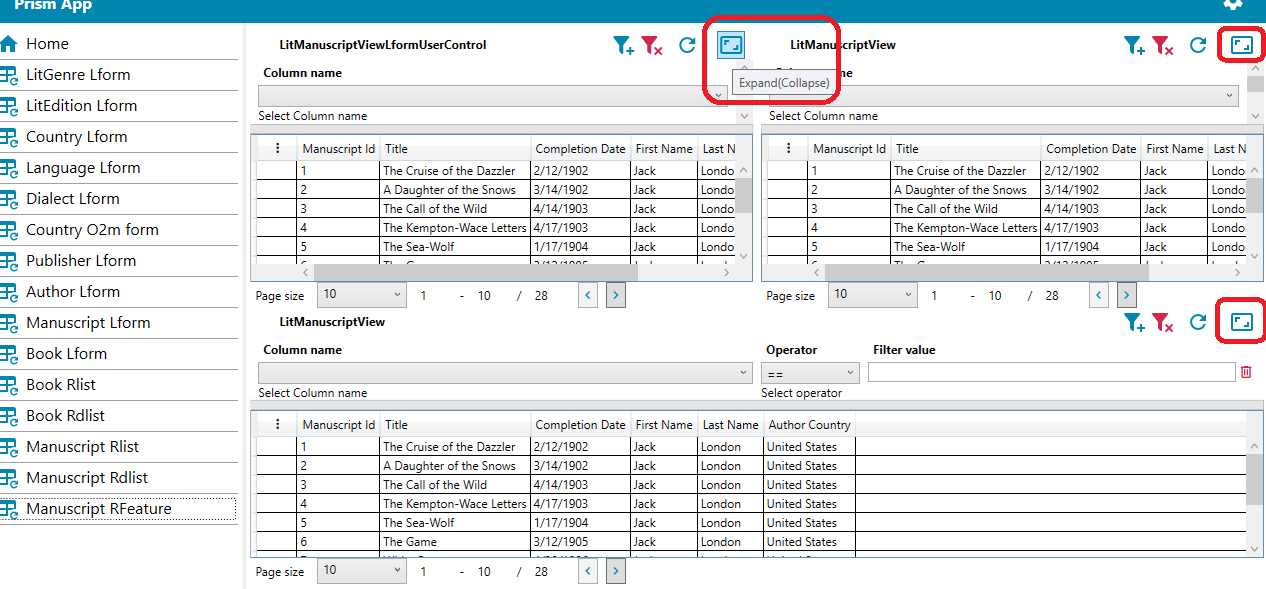 Prism App
Home
LitGenre Lform
LitEdition Lform
Country Lform
Language Lform
Dialect Lform
Country O2m form
Publisher Lform
Author Lform
Manuscript Lform
Book Lform
Book Rlist
Book Rdlist
Manuscript Rlist
Manuscript Rdlist
Manuscript RFeature
LitManuscriptViewLformUserControl
Expand(Collapse)
Column name
Select Column name
Manuscript Id Title Completion Date First Name Last N
1 The Cruise of the Dazzler 2/12/1902 Jack Londo
2 A Daughter of the Snows 3/14/1902 Jack Londo
3 The Call of the Wild 4/14/1903 Jack Londo
4 The Kempton-Wace Letters 4/17/1903 Jack Londo
5 The Sea-Wolf 1/17/1904 Jack Londo
Page size 10 1 - 10 / 28 < >
LitManuscriptView
Select Column name
Manuscript Id Title Completion Date First Name Last N
1 The Cruise of the Dazzler 2/12/1902 Jack Londo
2 A Daughter of the Snows 3/14/1902 Jack Londo
3 The Call of the Wild 4/14/1903 Jack Londo
4 The Kempton-Wace Letters 4/17/1903 Jack Londo
5 The Sea-Wolf 1/17/1904 Jack Londo
Page size 10 1 - 10 / 28 < >
LitManuscriptView
Column name Operator Filter value
==
Select Column name Select operator
Manuscript Id Title Completion Date First Name Last Name Author Country
1 The Cruise of the Dazzler 2/12/1902 Jack London United States
2 A Daughter of the Snows 3/14/1902 Jack London United States
3 The Call of the Wild 4/14/1903 Jack London United States
4 The Kempton-Wace Letters 4/17/1903 Jack London United States
5 The Sea-Wolf 1/17/1904 Jack London United States
6 The Game 3/12/1905 Jack London United States
Page size 10 1 - 10 / 28 < >